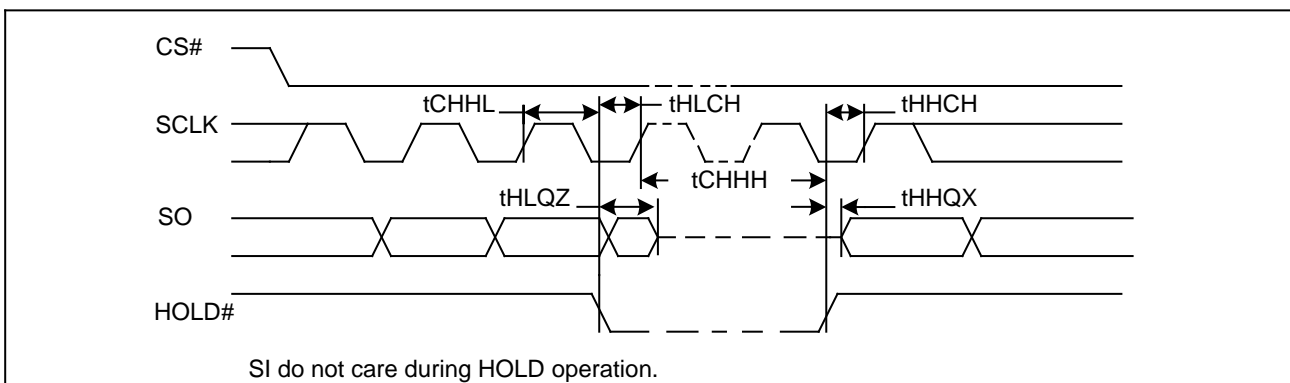 CS#
tCHHL
tHLCH
tHHCH
SCLK
tCHHH
tHLQZ
tHHQX
SO
HOLD#
SI do not care during HOLD operation.